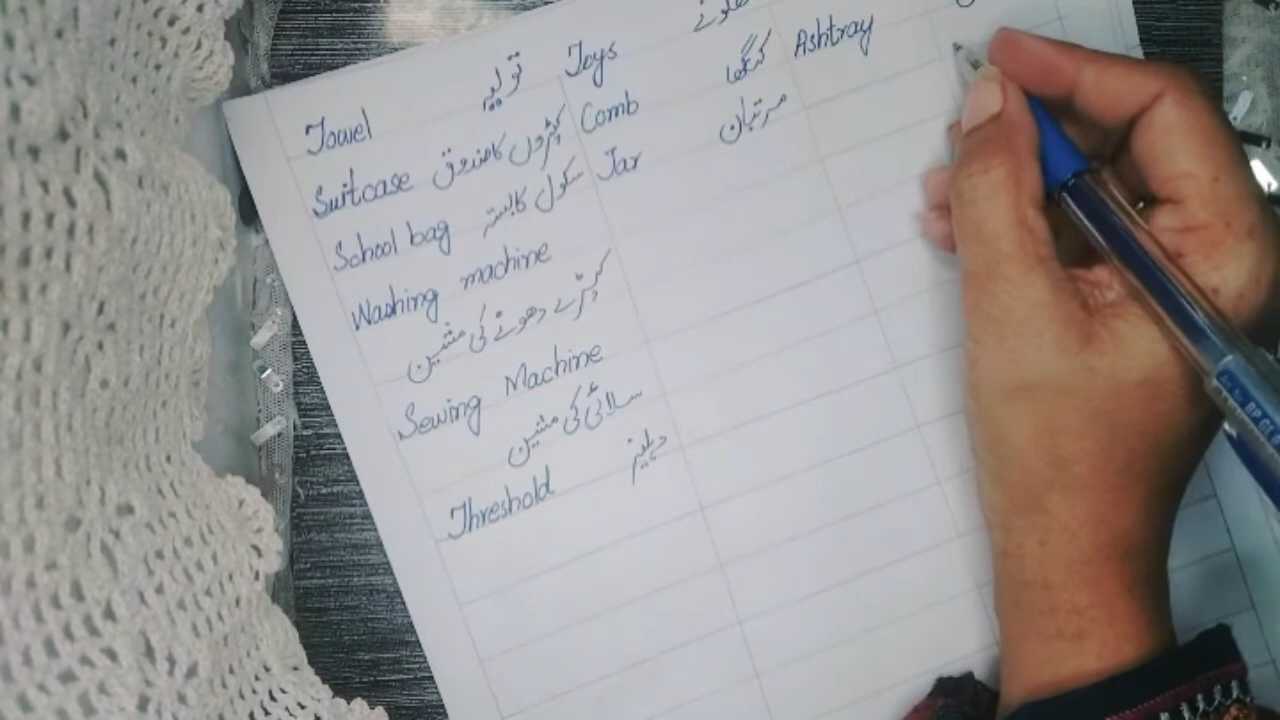 Towel تولیہ
Suitcase کپڑوں کا صندوق
School bag سکول کا بستہ
Washing machine
کپڑے دھونے کی مشین
Sewing Machine
سلائی کی مشین
Threshold دہلیز
Toys کھلونے
Comb کنگھا
Jar مرتبان
Ashtray